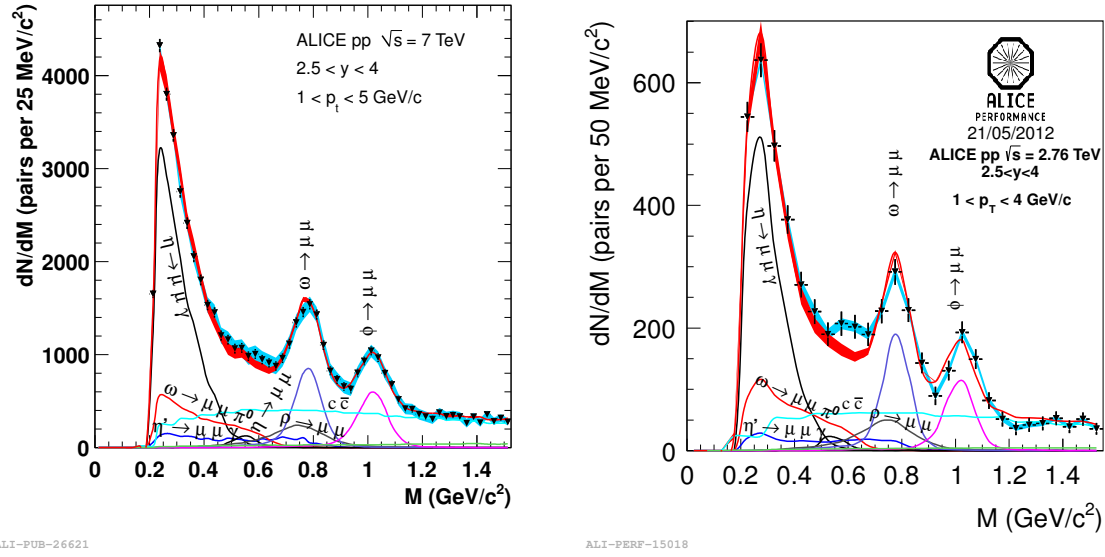 dN/dM (pairs per 25 MeV/c²)
ALICE pp √s = 7 TeV
2.5 < y < 4
1 < pₜ < 5 GeV/c
4000
3000
2000
1000
0
η → μ μ γ
ω → μ μ
ϕ → μ μ
ω → μ μ π⁰
η' → μ μ γ
η → μ μ
ρ → μ μ
c c̄
0 0.2 0.4 0.6 0.8 1 1.2 1.4
M (GeV/c²)
ALI-PUB-26621
dN/dM (pairs per 50 MeV/c²)
ALICE
PERFORMANCE
21/05/2012
ALICE pp √s = 2.76 TeV
2.5<y<4
1 < p_T < 4 GeV/c
600
400
200
0
η → μ μ γ
ω → μ μ
ϕ → μ μ
ω → μ μ π⁰
η' → μ μ γ
ρ → μ μ
c c̄
0 0.2 0.4 0.6 0.8 1 1.2 1.4
M (GeV/c²)
ALI-PERF-15018